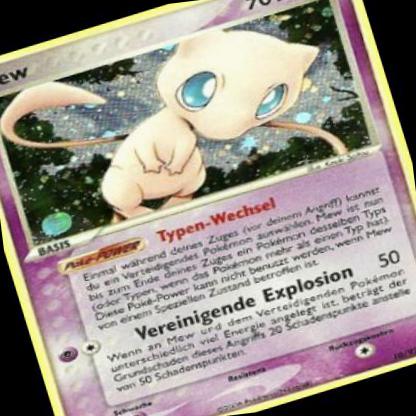 ew
70
BASIS
POKé-POWER Typen-Wechsel
Einmal während deines Zuges (vor deinem Angriff) kannst
du ein Verteidigendes Pokémon auswählen. Mew ist nun
bis zum Ende deines Zuges ein Pokémon desselben Typs
(oder Typen, wenn das Pokémon mehr als einen Typ hat).
Diese Poké-Power kann nicht benutzt werden, wenn Mew
von einem Speziellen Zustand betroffen ist.
Vereinigende Explosion 50
Wenn an Mew und dem Verteidigenden Pokémon
unterschiedlich viel Energie angelegt ist, beträgt der
Grundschaden dieses Angriffs 20 Schadenspunkte anstelle
von 50 Schadenspunkten.
Schwäche Resistenz Rückzugskosten